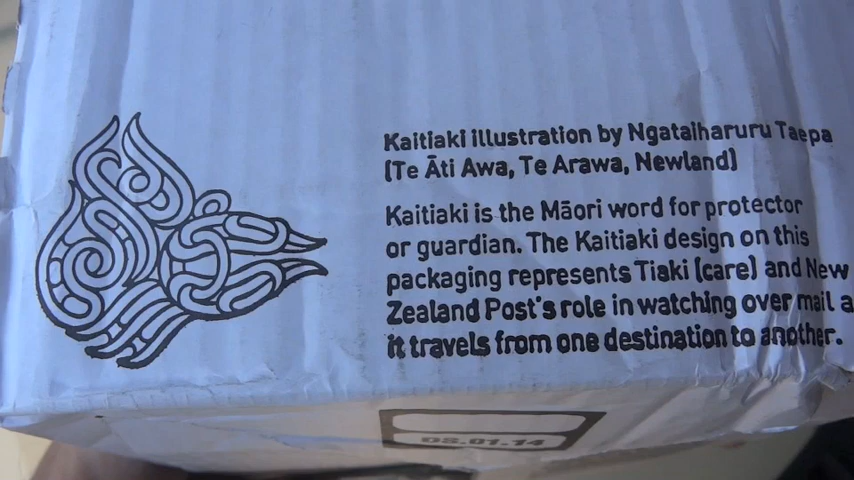 Kaitiaki illustration by Ngataiharuru Taepa
(Te Āti Awa, Te Arawa, Newland)
Kaitiaki is the Māori word for protector
or guardian. The Kaitiaki design on this
packaging represents Tiaki (care) and New
Zealand Post's role in watching over mail a
it travels from one destination to another.
08.01.14